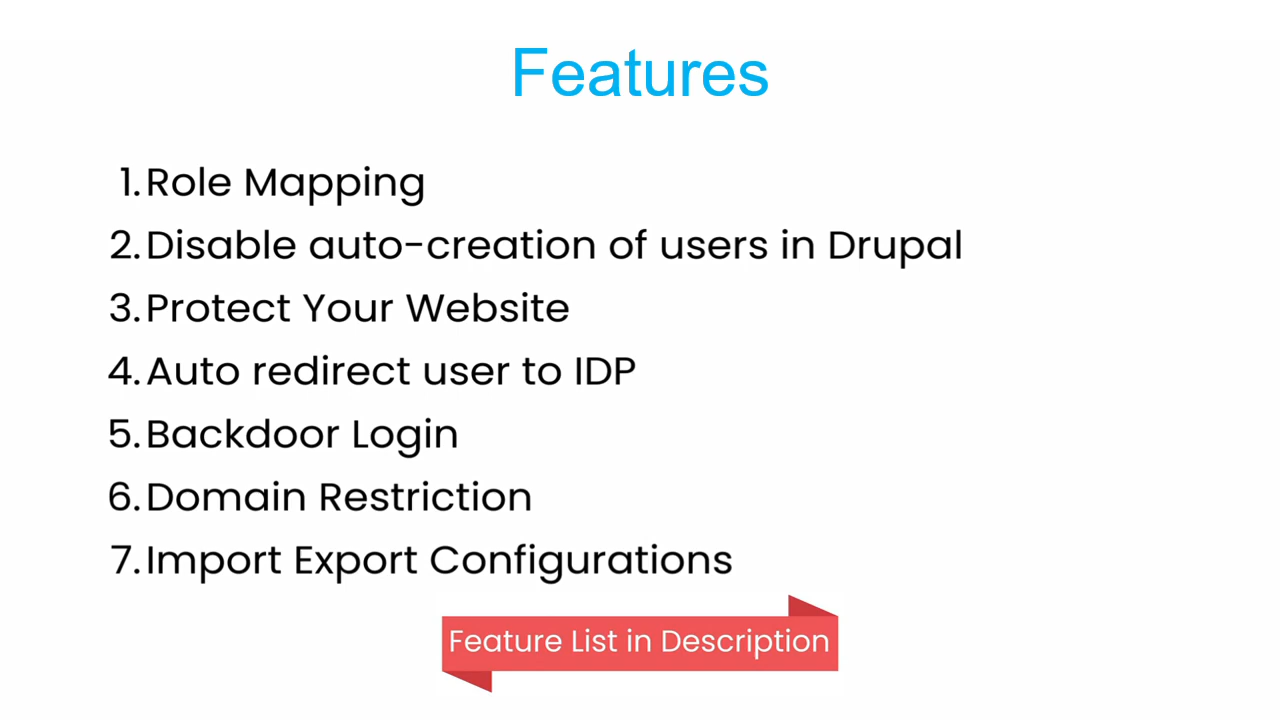 Features
1. Role Mapping
2. Disable auto-creation of users in Drupal
3. Protect Your Website
4. Auto redirect user to IDP
5. Backdoor Login
6. Domain Restriction
7. Import Export Configurations
Feature List in Description